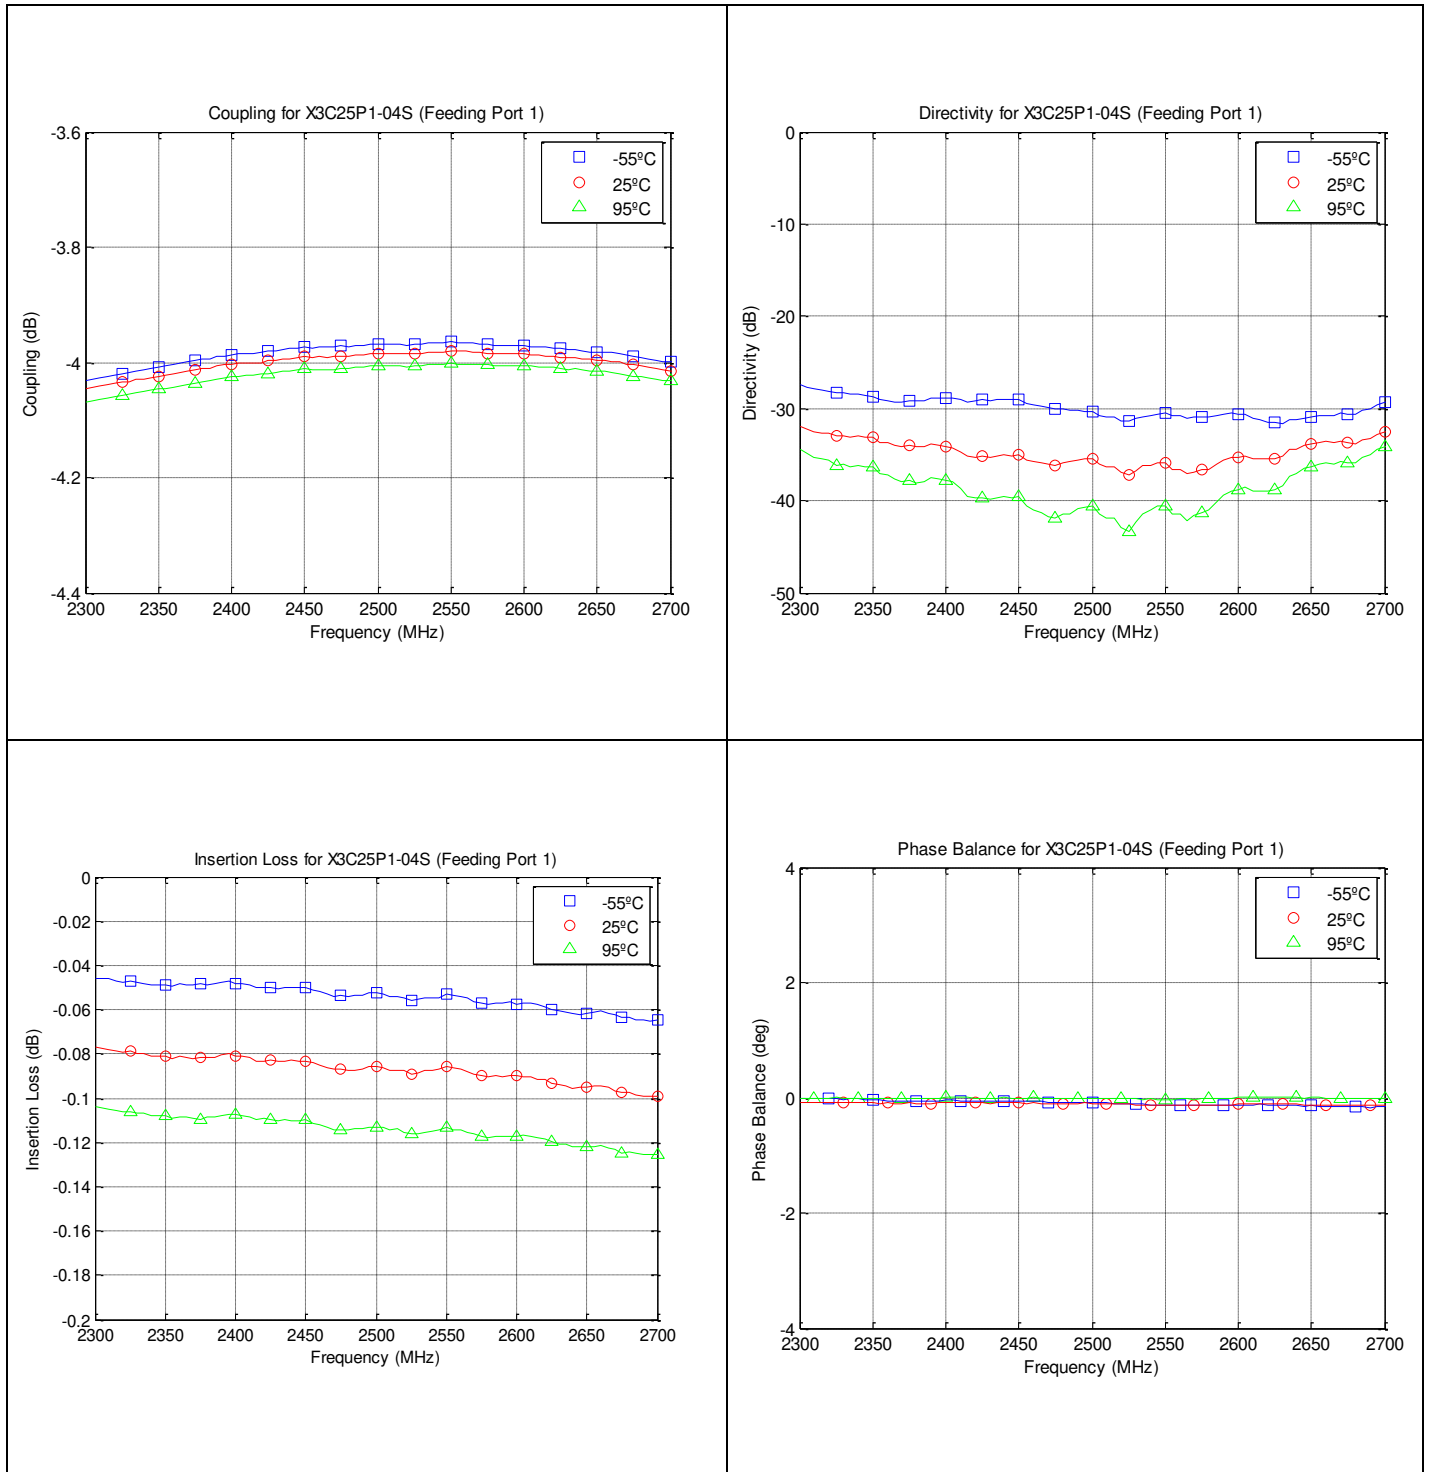 Coupling for X3C25P1-04S (Feeding Port 1)
-3.6
-3.8
-4
-4.2
-4.4
Coupling (dB)
-55ºC
25ºC
95ºC
2300 2350 2400 2450 2500 2550 2600 2650 2700
Frequency (MHz)
Directivity for X3C25P1-04S (Feeding Port 1)
0
-10
-20
-30
-40
-50
Directivity (dB)
-55ºC
25ºC
95ºC
2300 2350 2400 2450 2500 2550 2600 2650 2700
Frequency (MHz)
Insertion Loss for X3C25P1-04S (Feeding Port 1)
0
-0.02
-0.04
-0.06
-0.08
-0.1
-0.12
-0.14
-0.16
-0.18
-0.2
Insertion Loss (dB)
-55ºC
25ºC
95ºC
2300 2350 2400 2450 2500 2550 2600 2650 2700
Frequency (MHz)
Phase Balance for X3C25P1-04S (Feeding Port 1)
4
2
0
-2
-4
Phase Balance (deg)
-55ºC
25ºC
95ºC
2300 2350 2400 2450 2500 2550 2600 2650 2700
Frequency (MHz)